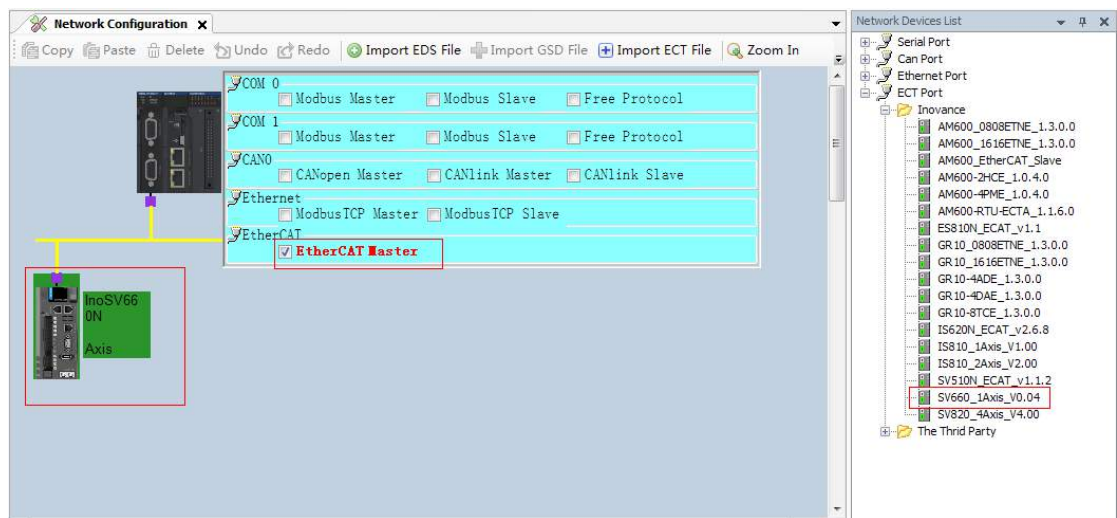 Network Configuration X
Copy Paste Delete Undo Redo Import EDS File Import GSD File Import ECT File Zoom In
COM 0
Modbus Master Modbus Slave Free Protocol
COM 1
Modbus Master Modbus Slave Free Protocol
CAN0
CANopen Master CANlink Master CANlink Slave
Ethernet
ModbusTCP Master ModbusTCP Slave
EtherCAT
EtherCAT Master
InoSV66
0N
Axis
Network Devices List
Serial Port
Can Port
Ethernet Port
ECT Port
Inovance
AM600_0808ETNE_1.3.0.0
AM600_1616ETNE_1.3.0.0
AM600_EtherCAT_Slave
AM600-2HCE_1.0.4.0
AM600-4PME_1.0.4.0
AM600-RTU-ECTA_1.1.6.0
ES810N_ECAT_v1.1
GR10_0808ETNE_1.3.0.0
GR10_1616ETNE_1.3.0.0
GR10-4ADE_1.3.0.0
GR10-4DAE_1.3.0.0
GR10-8TCE_1.3.0.0
IS620N_ECAT_v2.6.8
IS810_1Axis_V1.00
IS810_2Axis_V2.00
SV510N_ECAT_v1.1.2
SV660_1Axis_V0.04
SV820_4Axis_V4.00
The Thrid Party